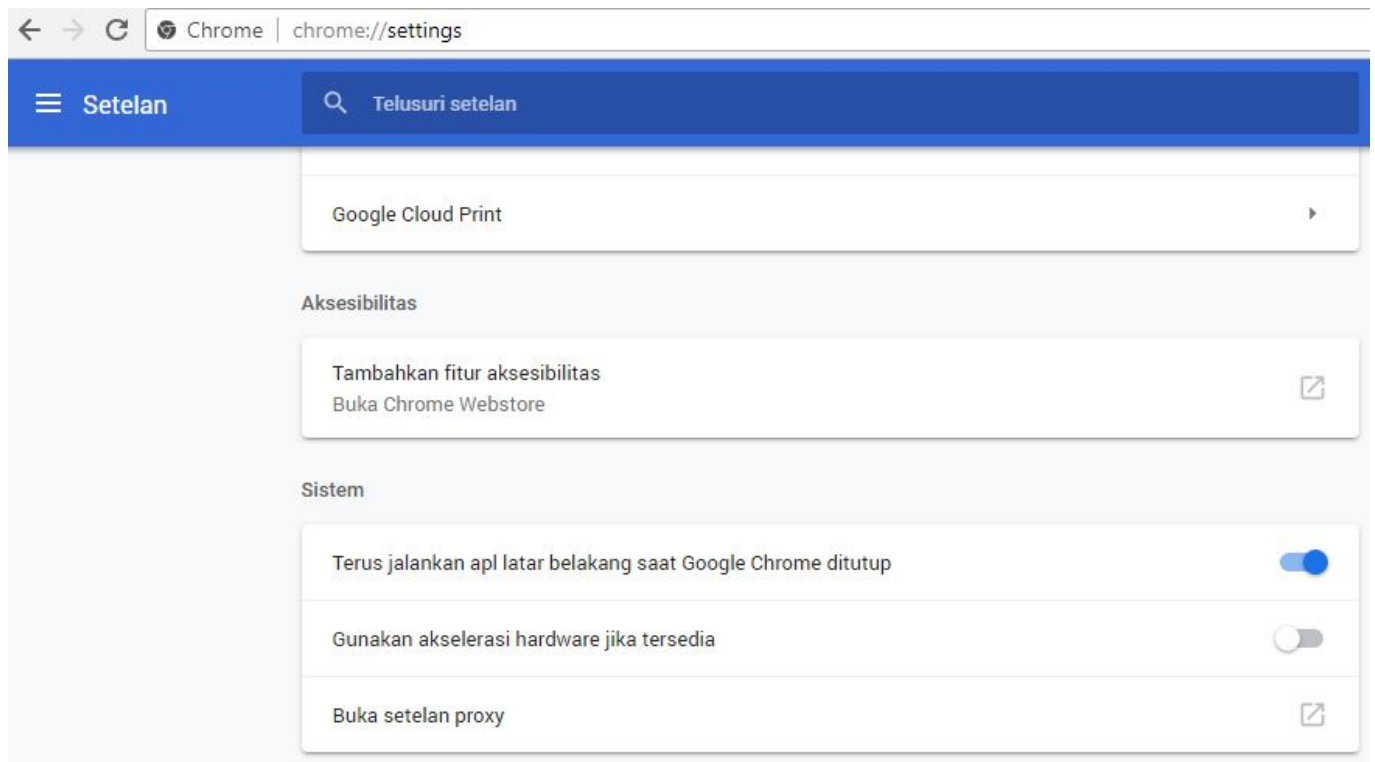 Chrome | chrome://settings
Setelan
Telusuri setelan
Google Cloud Print
Aksesibilitas
Tambahkan fitur aksesibilitas
Buka Chrome Webstore
Sistem
Terus jalankan apl latar belakang saat Google Chrome ditutup
Gunakan akselerasi hardware jika tersedia
Buka setelan proxy